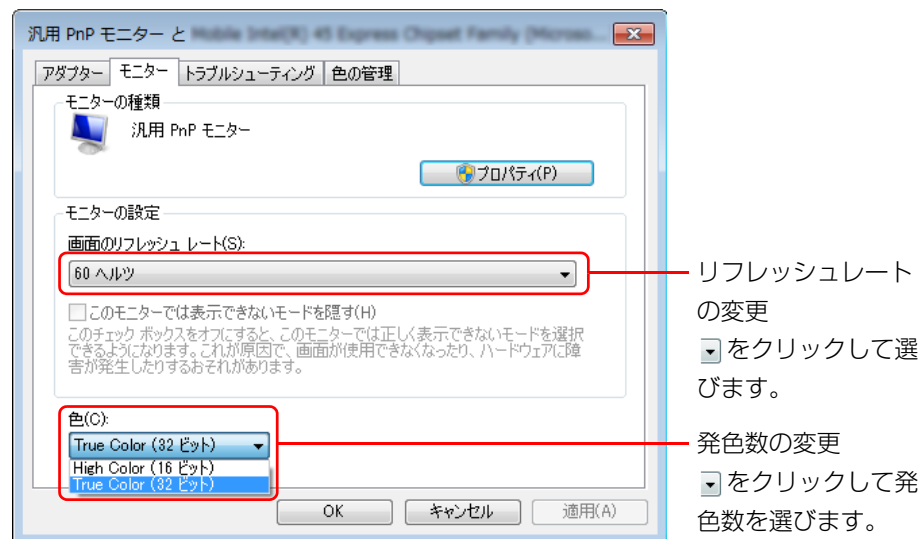 汎用 PnP モニター と Mobile Intel(R) 45 Express Chipset Family (Microso...
アダプター モニター トラブルシューティング 色の管理
モニターの種類
汎用 PnP モニター
プロパティ(P)
モニターの設定
画面のリフレッシュ レート(S):
60 ヘルツ
このモニターでは表示できないモードを隠す(H)
このチェック ボックスをオフにすると、このモニターでは正しく表示できないモードを選択
できるようになります。これが原因で、画面が使用できなくなったり、ハードウェアに障
害が発生したりするおそれがあります。
色(C):
True Color (32 ビット)
High Color (16 ビット)
True Color (32 ビット)
OK キャンセル 適用(A)
リフレッシュレート
の変更
をクリックして選
びます。
発色数の変更
をクリックして発
色数を選びます。